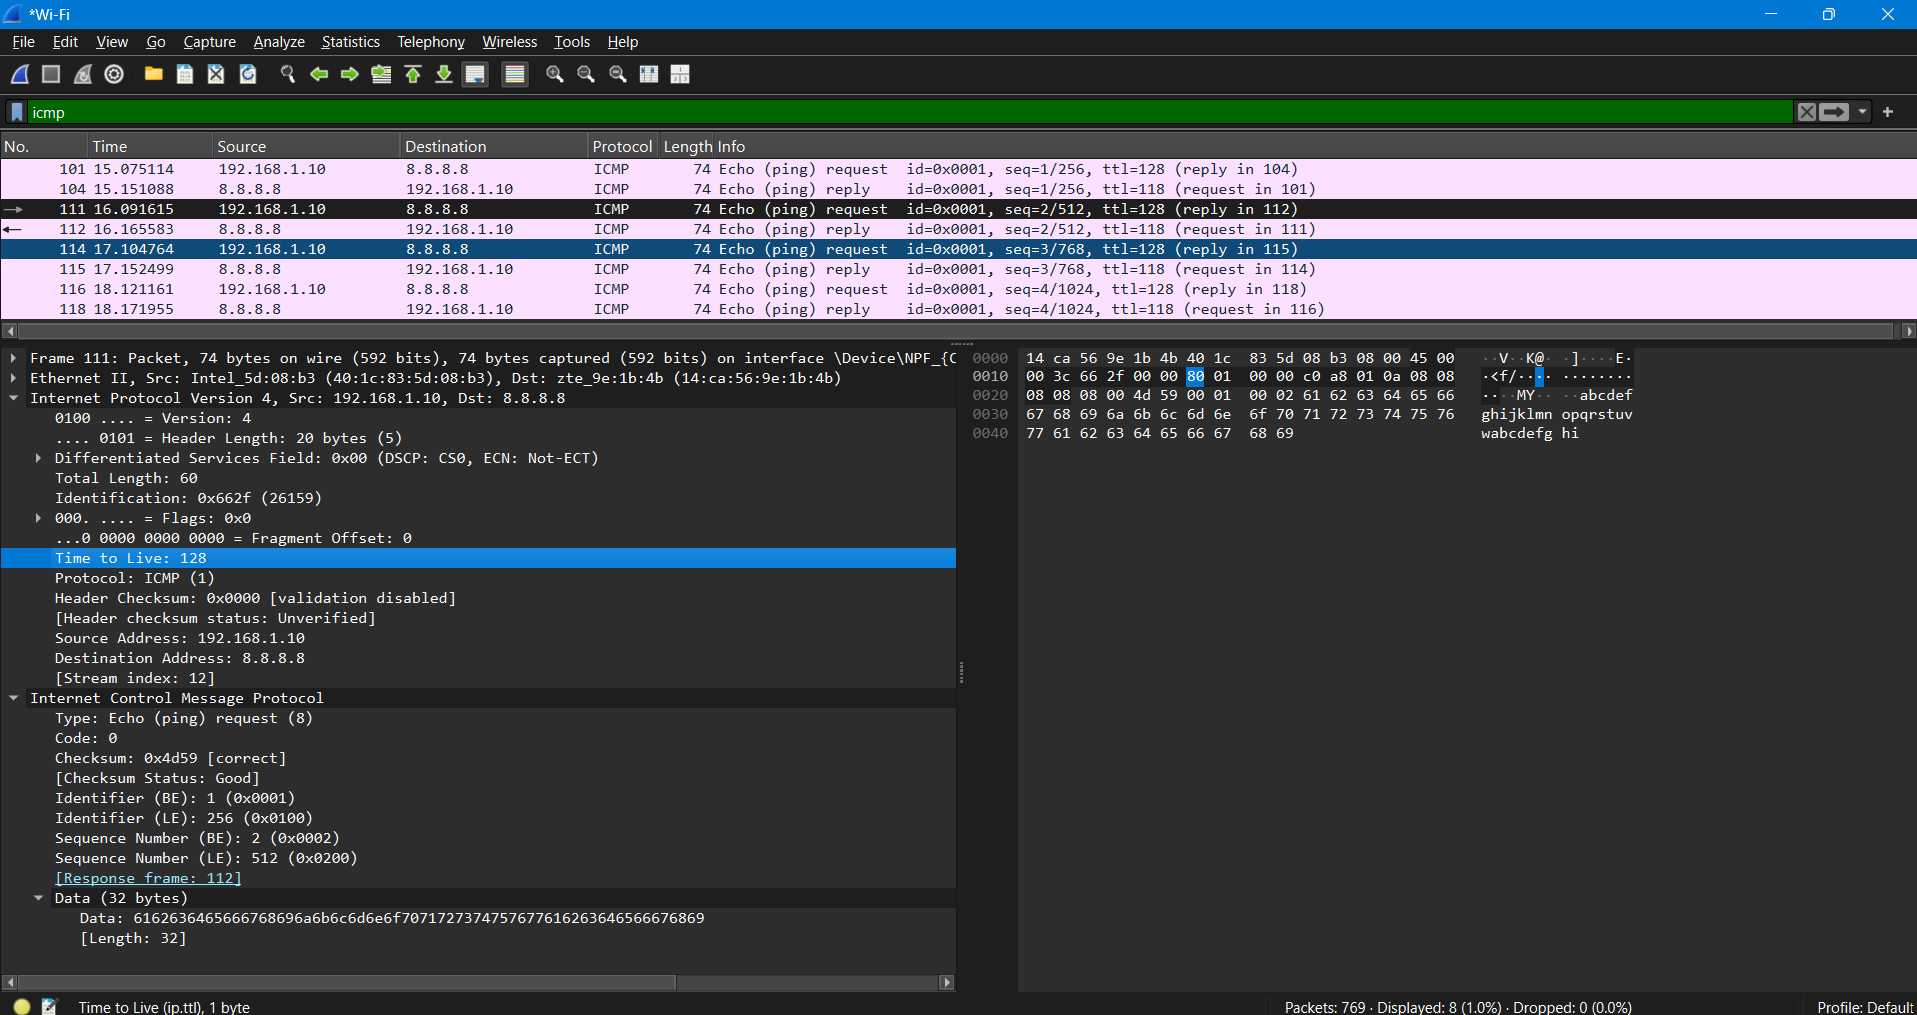 *Wi-Fi
File Edit View Go Capture Analyze Statistics Telephony Wireless Tools Help
icmp
No. Time Source Destination Protocol Length Info
101 15.075114 192.168.1.10 8.8.8.8 ICMP 74 Echo (ping) request id=0x0001, seq=1/256, ttl=128 (reply in 104)
104 15.151088 8.8.8.8 192.168.1.10 ICMP 74 Echo (ping) reply id=0x0001, seq=1/256, ttl=118 (request in 101)
111 16.091615 192.168.1.10 8.8.8.8 ICMP 74 Echo (ping) request id=0x0001, seq=2/512, ttl=128 (reply in 112)
112 16.165583 8.8.8.8 192.168.1.10 ICMP 74 Echo (ping) reply id=0x0001, seq=2/512, ttl=118 (request in 111)
114 17.104764 192.168.1.10 8.8.8.8 ICMP 74 Echo (ping) request id=0x0001, seq=3/768, ttl=128 (reply in 115)
115 17.152499 8.8.8.8 192.168.1.10 ICMP 74 Echo (ping) reply id=0x0001, seq=3/768, ttl=118 (request in 114)
116 18.121161 192.168.1.10 8.8.8.8 ICMP 74 Echo (ping) request id=0x0001, seq=4/1024, ttl=128 (reply in 118)
118 18.171955 8.8.8.8 192.168.1.10 ICMP 74 Echo (ping) reply id=0x0001, seq=4/1024, ttl=118 (request in 116)
Frame 111: Packet, 74 bytes on wire (592 bits), 74 bytes captured (592 bits) on interface \Device\NPF_{C
Ethernet II, Src: Intel_5d:08:b3 (40:1c:83:5d:08:b3), Dst: zte_9e:1b:4b (14:ca:56:9e:1b:4b)
Internet Protocol Version 4, Src: 192.168.1.10, Dst: 8.8.8.8
0100 .... = Version: 4
.... 0101 = Header Length: 20 bytes (5)
Differentiated Services Field: 0x00 (DSCP: CS0, ECN: Not-ECT)
Total Length: 60
Identification: 0x662f (26159)
000. .... = Flags: 0x0
...0 0000 0000 0000 = Fragment Offset: 0
Time to Live: 128
Protocol: ICMP (1)
Header Checksum: 0x0000 [validation disabled]
[Header checksum status: Unverified]
Source Address: 192.168.1.10
Destination Address: 8.8.8.8
[Stream index: 12]
Internet Control Message Protocol
Type: Echo (ping) request (8)
Code: 0
Checksum: 0x4d59 [correct]
[Checksum Status: Good]
Identifier (BE): 1 (0x0001)
Identifier (LE): 256 (0x0100)
Sequence Number (BE): 2 (0x0002)
Sequence Number (LE): 512 (0x0200)
[Response frame: 112]
Data (32 bytes)
Data: 6162636465666768696a6b6c6d6e6f7071727374757677616263646566676869
[Length: 32]
0000 14 ca 56 9e 1b 4b 40 1c 83 5d 08 b3 08 00 45 00 ··V··K@· ·]····E·
0010 00 3c 66 2f 00 00 80 01 00 00 c0 a8 01 0a 08 08 ·<f/···· ········
0020 08 08 08 00 4d 59 00 01 00 02 61 62 63 64 65 66 ····MY·· ··abcdef
0030 67 68 69 6a 6b 6c 6d 6e 6f 70 71 72 73 74 75 76 ghijklmn opqrstuv
0040 77 61 62 63 64 65 66 67 68 69 wabcdefg hi
Time to Live (ip.ttl), 1 byte
Packets: 769 · Displayed: 8 (1.0%) · Dropped: 0 (0.0%)
Profile: Default